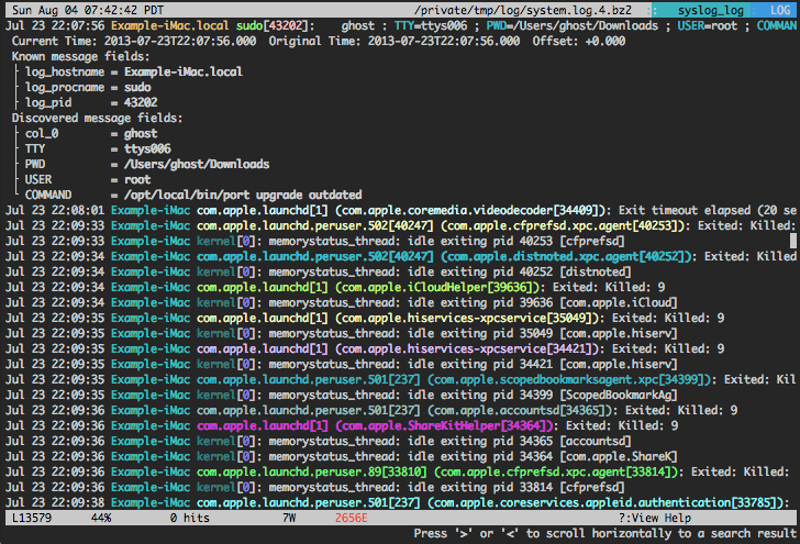 Sun Aug 04 07:42:42 PDT /private/tmp/log/system.log.4.bz2 : syslog_log : LOG
Jul 23 22:07:56 Example-iMac.local sudo[43202]: ghost : TTY=ttys006 ; PWD=/Users/ghost/Downloads ; USER=root ; COMMAN
Current Time: 2013-07-23T22:07:56.000 Original Time: 2013-07-23T22:07:56.000 Offset: +0.000
Known message fields:
├ log_hostname = Example-iMac.local
├ log_procname = sudo
├ log_pid = 43202
Discovered message fields:
├ col_0 = ghost
├ TTY = ttys006
├ PWD = /Users/ghost/Downloads
├ USER = root
└ COMMAND = /opt/local/bin/port upgrade outdated
Jul 23 22:08:01 Example-iMac com.apple.launchd[1] (com.apple.coremedia.videodecoder[34409]): Exit timeout elapsed (20 se
Jul 23 22:09:33 Example-iMac com.apple.launchd.peruser.502[40247] (com.apple.cfprefsd.xpc.agent[40253]): Exited: Killed:
Jul 23 22:09:33 Example-iMac kernel[0]: memorystatus_thread: idle exiting pid 40253 [cfprefsd]
Jul 23 22:09:34 Example-iMac com.apple.launchd.peruser.502[40247] (com.apple.distnoted.xpc.agent[40252]): Exited: Killed
Jul 23 22:09:34 Example-iMac kernel[0]: memorystatus_thread: idle exiting pid 40252 [distnoted]
Jul 23 22:09:34 Example-iMac com.apple.launchd[1] (com.apple.iCloudHelper[39636]): Exited: Killed: 9
Jul 23 22:09:34 Example-iMac kernel[0]: memorystatus_thread: idle exiting pid 39636 [com.apple.iCloud]
Jul 23 22:09:35 Example-iMac com.apple.launchd[1] (com.apple.hiservices-xpcservice[35049]): Exited: Killed: 9
Jul 23 22:09:35 Example-iMac kernel[0]: memorystatus_thread: idle exiting pid 35049 [com.apple.hiserv]
Jul 23 22:09:35 Example-iMac com.apple.launchd[1] (com.apple.hiservices-xpcservice[34421]): Exited: Killed: 9
Jul 23 22:09:35 Example-iMac kernel[0]: memorystatus_thread: idle exiting pid 34421 [com.apple.hiserv]
Jul 23 22:09:35 Example-iMac com.apple.launchd.peruser.501[237] (com.apple.scopedbookmarksagent.xpc[34399]): Exited: Kil
Jul 23 22:09:35 Example-iMac kernel[0]: memorystatus_thread: idle exiting pid 34399 [ScopedBookmarkAg]
Jul 23 22:09:36 Example-iMac com.apple.launchd.peruser.501[237] (com.apple.accountsd[34365]): Exited: Killed: 9
Jul 23 22:09:36 Example-iMac com.apple.launchd[1] (com.apple.ShareKitHelper[34364]): Exited: Killed: 9
Jul 23 22:09:36 Example-iMac kernel[0]: memorystatus_thread: idle exiting pid 34365 [accountsd]
Jul 23 22:09:36 Example-iMac kernel[0]: memorystatus_thread: idle exiting pid 34364 [com.apple.ShareK]
Jul 23 22:09:36 Example-iMac com.apple.launchd.peruser.89[33810] (com.apple.cfprefsd.xpc.agent[33814]): Exited: Killed:
Jul 23 22:09:36 Example-iMac kernel[0]: memorystatus_thread: idle exiting pid 33814 [cfprefsd]
Jul 23 22:09:38 Example-iMac com.apple.launchd.peruser.501[237] (com.apple.coreservices.appleid.authentication[33785]):
L13579 44% 0 hits 7W 2656E ?:View Help
Press '>' or '<' to scroll horizontally to a search result